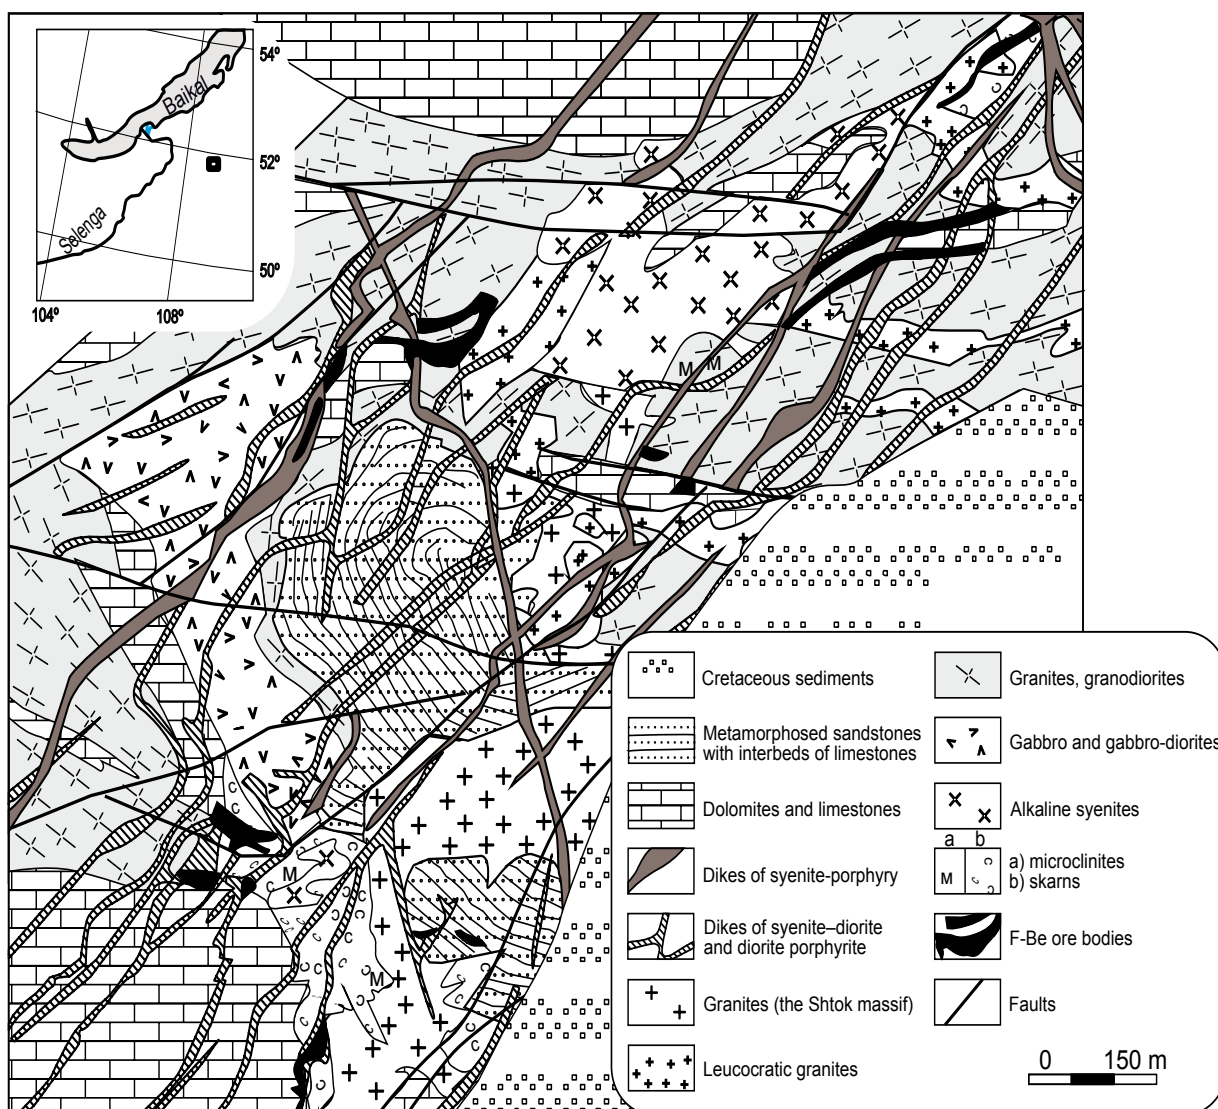 54º
Baikal
52º
Selenga
50º
104º
108º
M
M
M
M
Cretaceous sediments
Metamorphosed sandstones
with interbeds of limestones
Dolomites and limestones
Dikes of syenite-porphyry
Dikes of syenite–diorite
and diorite porphyrite
Granites (the Shtok massif)
Leucocratic granites
Granites, granodiorites
Gabbro and gabbro-diorites
Alkaline syenites
a b
M
a) microclinites
b) skarns
F-Be ore bodies
Faults
0 150 m